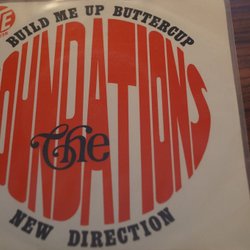 BUILD ME UP BUTTERCUP
The
OUNDATIONS
NEW DIRECTION